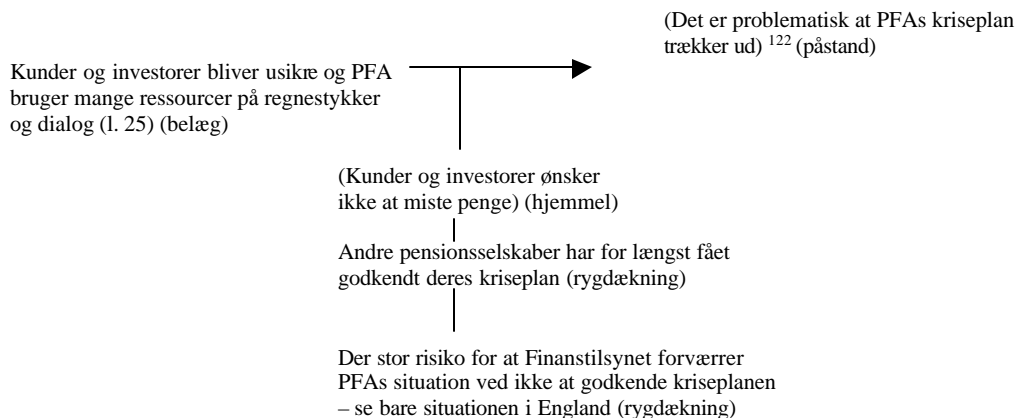 (Det er problematisk at PFAs kriseplan
trækker ud) 122 (påstand)
Kunder og investorer bliver usikre og PFA
bruger mange ressourcer på regnestykker
og dialog (l. 25) (belæg)
(Kunder og investorer ønsker
ikke at miste penge) (hjemmel)
Andre pensionsselskaber har for længst fået
godkendt deres kriseplan (rygdækning)
Der stor risiko for at Finanstilsynet forværrer
PFAs situation ved ikke at godkende kriseplanen
– se bare situationen i England (rygdækning)